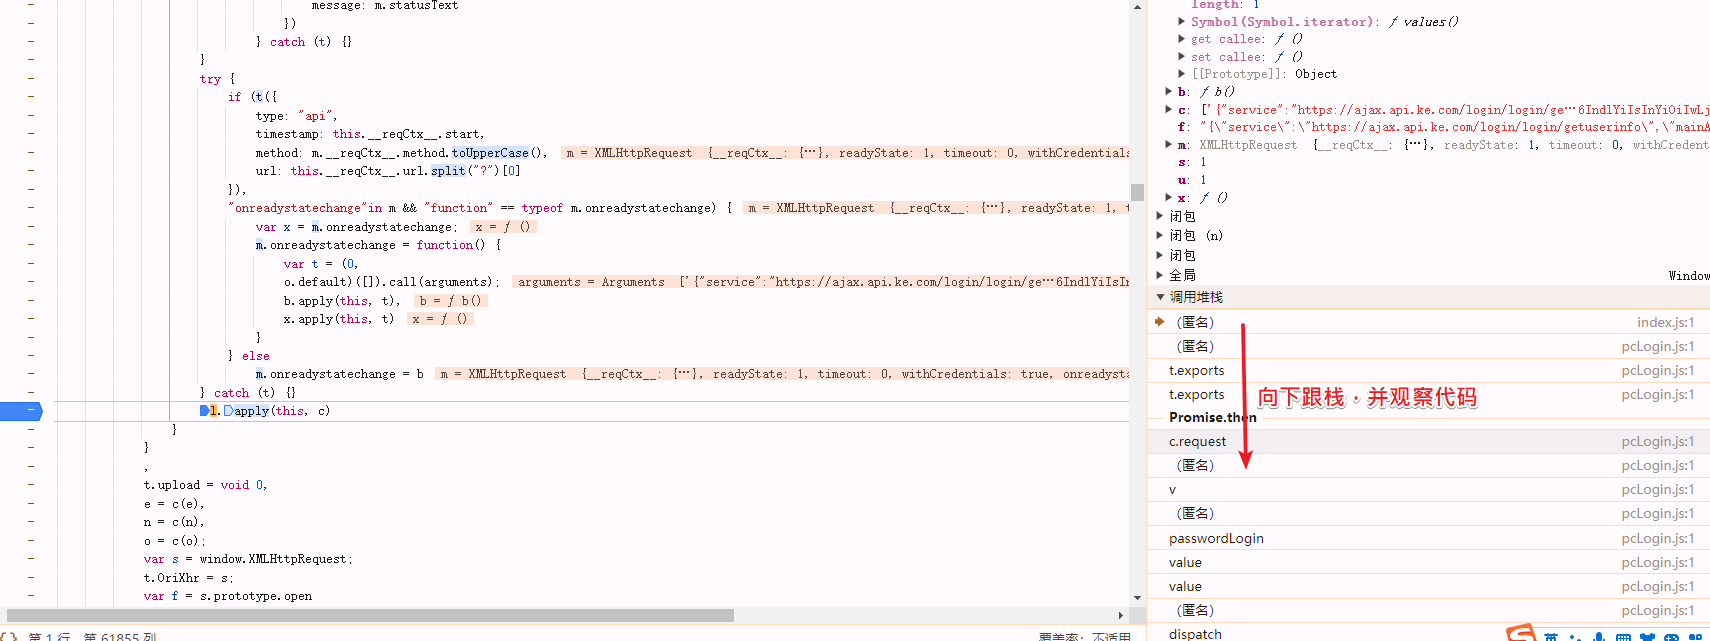 message: m.statusText
})
} catch (t) {}
}
try {
if (t({
type: "api",
timestamp: this.__reqCtx__.start,
method: m.__reqCtx__.method.toUpperCase(), m = XMLHttpRequest {__reqCtx__: {…}, readyState: 1, timeout: 0, withCredentials
url: this.__reqCtx__.url.split("?")[0]
}),
"onreadystatechange"in m && "function" == typeof m.onreadystatechange) { m = XMLHttpRequest {__reqCtx__: {…}, readyState: 1, t
var x = m.onreadystatechange; x = ƒ ()
m.onreadystatechange = function() {
var t = (0,
o.default)([]).call(arguments); arguments = Arguments ['{"service":"https://ajax.api.ke.com/login/login/ge…6IndlYiIsIn
b.apply(this, t), b = ƒ b()
x.apply(this, t) x = ƒ ()
}
} else
m.onreadystatechange = b m = XMLHttpRequest {__reqCtx__: {…}, readyState: 1, timeout: 0, withCredentials: true, onreadysta
} catch (t) {}
l.apply(this, c)
}
}
,
t.upload = void 0,
e = c(e),
n = c(n),
o = c(o);
var s = window.XMLHttpRequest;
t.OriXhr = s;
var f = s.prototype.open
{} 第 1 行，第 61855 列
覆盖率：不适用
length: 1
Symbol(Symbol.iterator): ƒ values()
get callee: ƒ ()
set callee: ƒ ()
[[Prototype]]: Object
b: ƒ b()
c: ['{"service":"https://ajax.api.ke.com/login/login/ge…6IndlYiIsInYiOiIwLj
f: "{\"service\":\"https://ajax.api.ke.com/login/login/getuserinfo\",\"mainA
m: XMLHttpRequest {__reqCtx__: {…}, readyState: 1, timeout: 0, withCredent
s: 1
u: 1
x: ƒ ()
闭包
闭包 (n)
闭包
全局 Window
调用堆栈
(匿名) index.js:1
(匿名) pcLogin.js:1
t.exports pcLogin.js:1
t.exports pcLogin.js:1
向下跟栈，并观察代码
Promise.then
c.request pcLogin.js:1
(匿名) pcLogin.js:1
v pcLogin.js:1
(匿名) pcLogin.js:1
passwordLogin pcLogin.js:1
value pcLogin.js:1
value pcLogin.js:1
(匿名) pcLogin.js:1
dispatch
英